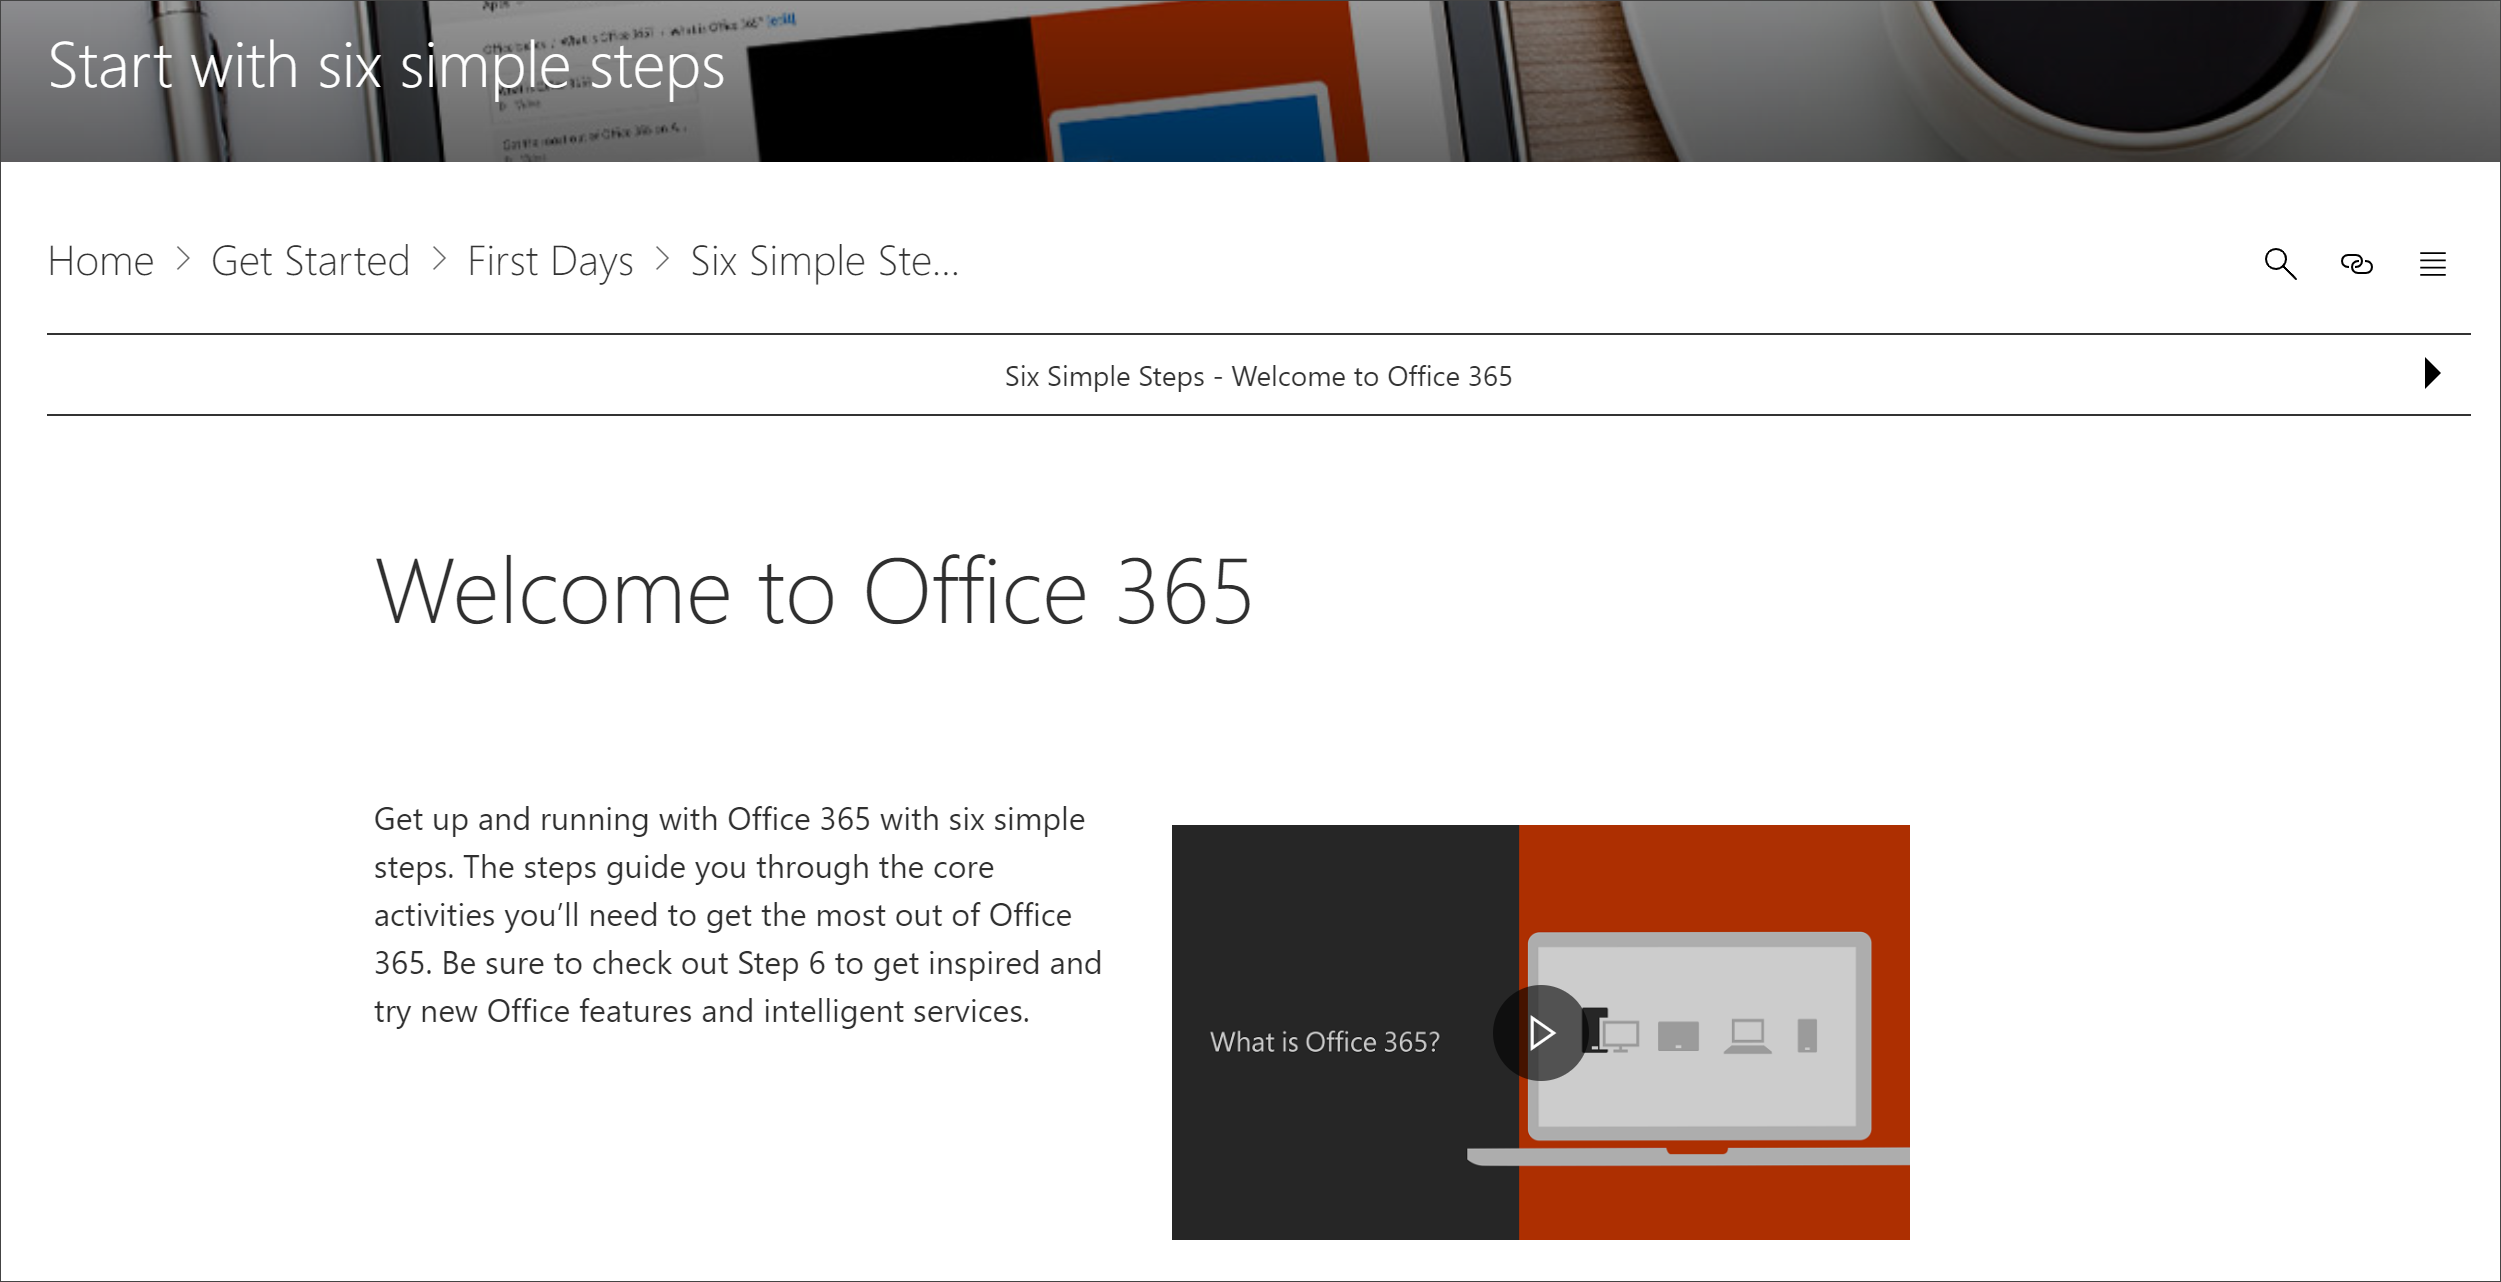 Start with six simple steps
Home > Get Started > First Days > Six Simple Ste...
Six Simple Steps - Welcome to Office 365
Welcome to Office 365
Get up and running with Office 365 with six simple
steps. The steps guide you through the core
activities you’ll need to get the most out of Office
365. Be sure to check out Step 6 to get inspired and
try new Office features and intelligent services.
What is Office 365?